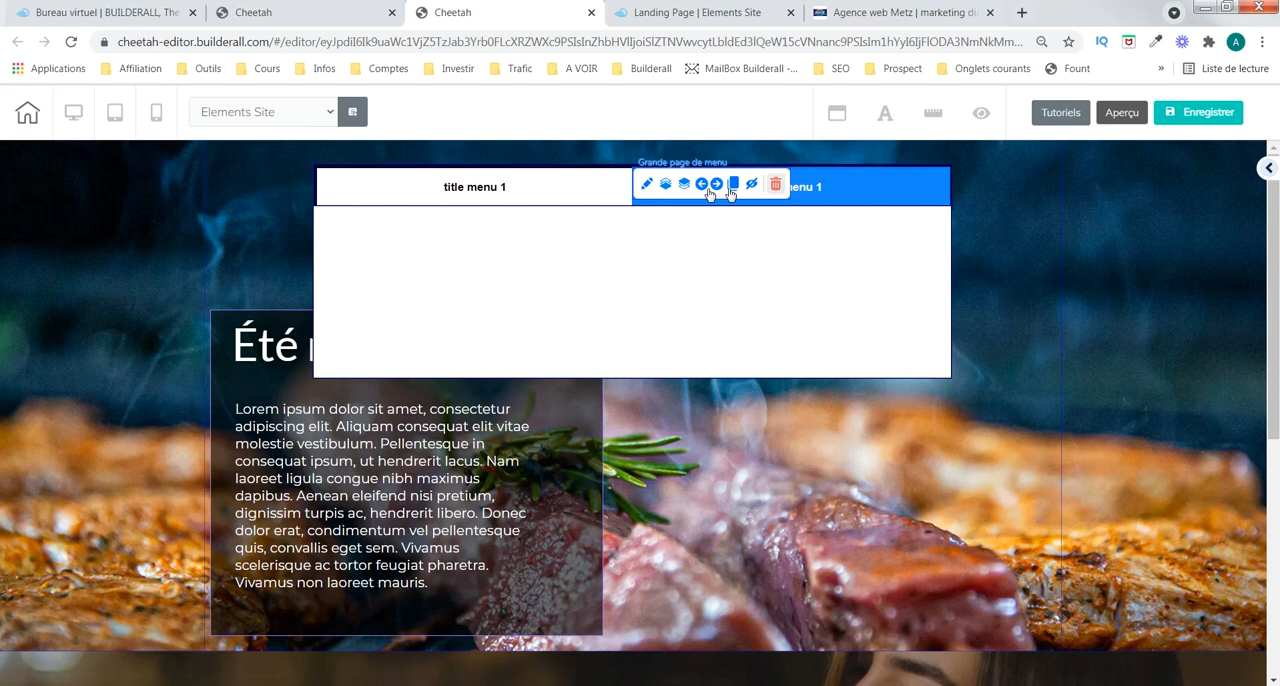 Bureau virtuel | BUILDERALL, The
Cheetah
Cheetah
Landing Page | Elements Site
Agence web Metz | marketing di
cheetah-editor.builderall.com/#/editor/
Applications
Affiliation
Outils
Cours
Infos
Comptes
Investir
Trafic
A VOIR
Builderall
MailBox Builderall -...
SEO
Prospect
Onglets courants
Fount
»
Liste de lecture
IQ
A
Elements Site
A
Tutoriels
Aperçu
Enregistrer
Grande page de menu
title menu 1
enu 1
Été
Lorem ipsum dolor sit amet, consectetur
adipiscing elit. Aliquam consequat elit vitae
molestie vestibulum. Pellentesque in
consequat ipsum, ut hendrerit lacus. Nam
laoreet ligula congue nibh maximus
dapibus. Aenean eleifend nisi pretium,
dignissim turpis ac, hendrerit libero. Donec
dolor erat, condimentum vel pellentesque
quis, convallis eget sem. Vivamus
scelerisque ac tortor feugiat pharetra.
Vivamus non laoreet mauris.